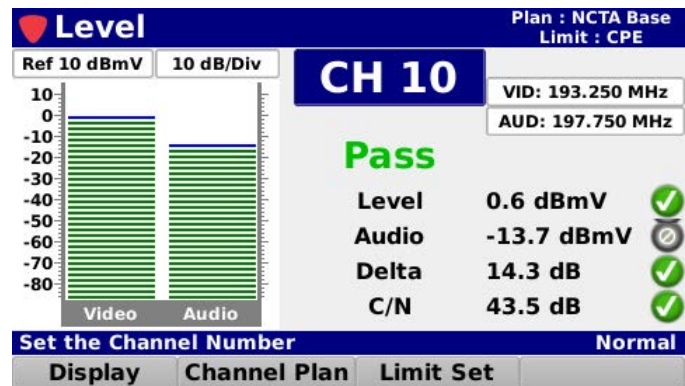 Level
Plan : NCTA Base
Limit : CPE
Ref 10 dBmV
10 dB/Div
CH 10
VID: 193.250 MHz
AUD: 197.750 MHz
10
0
-10
-20
-30
-40
-50
-60
-70
-80
Video
Audio
Pass
Level 0.6 dBmV
Audio -13.7 dBmV
Delta 14.3 dB
C/N 43.5 dB
Set the Channel Number
Normal
Display
Channel Plan
Limit Set